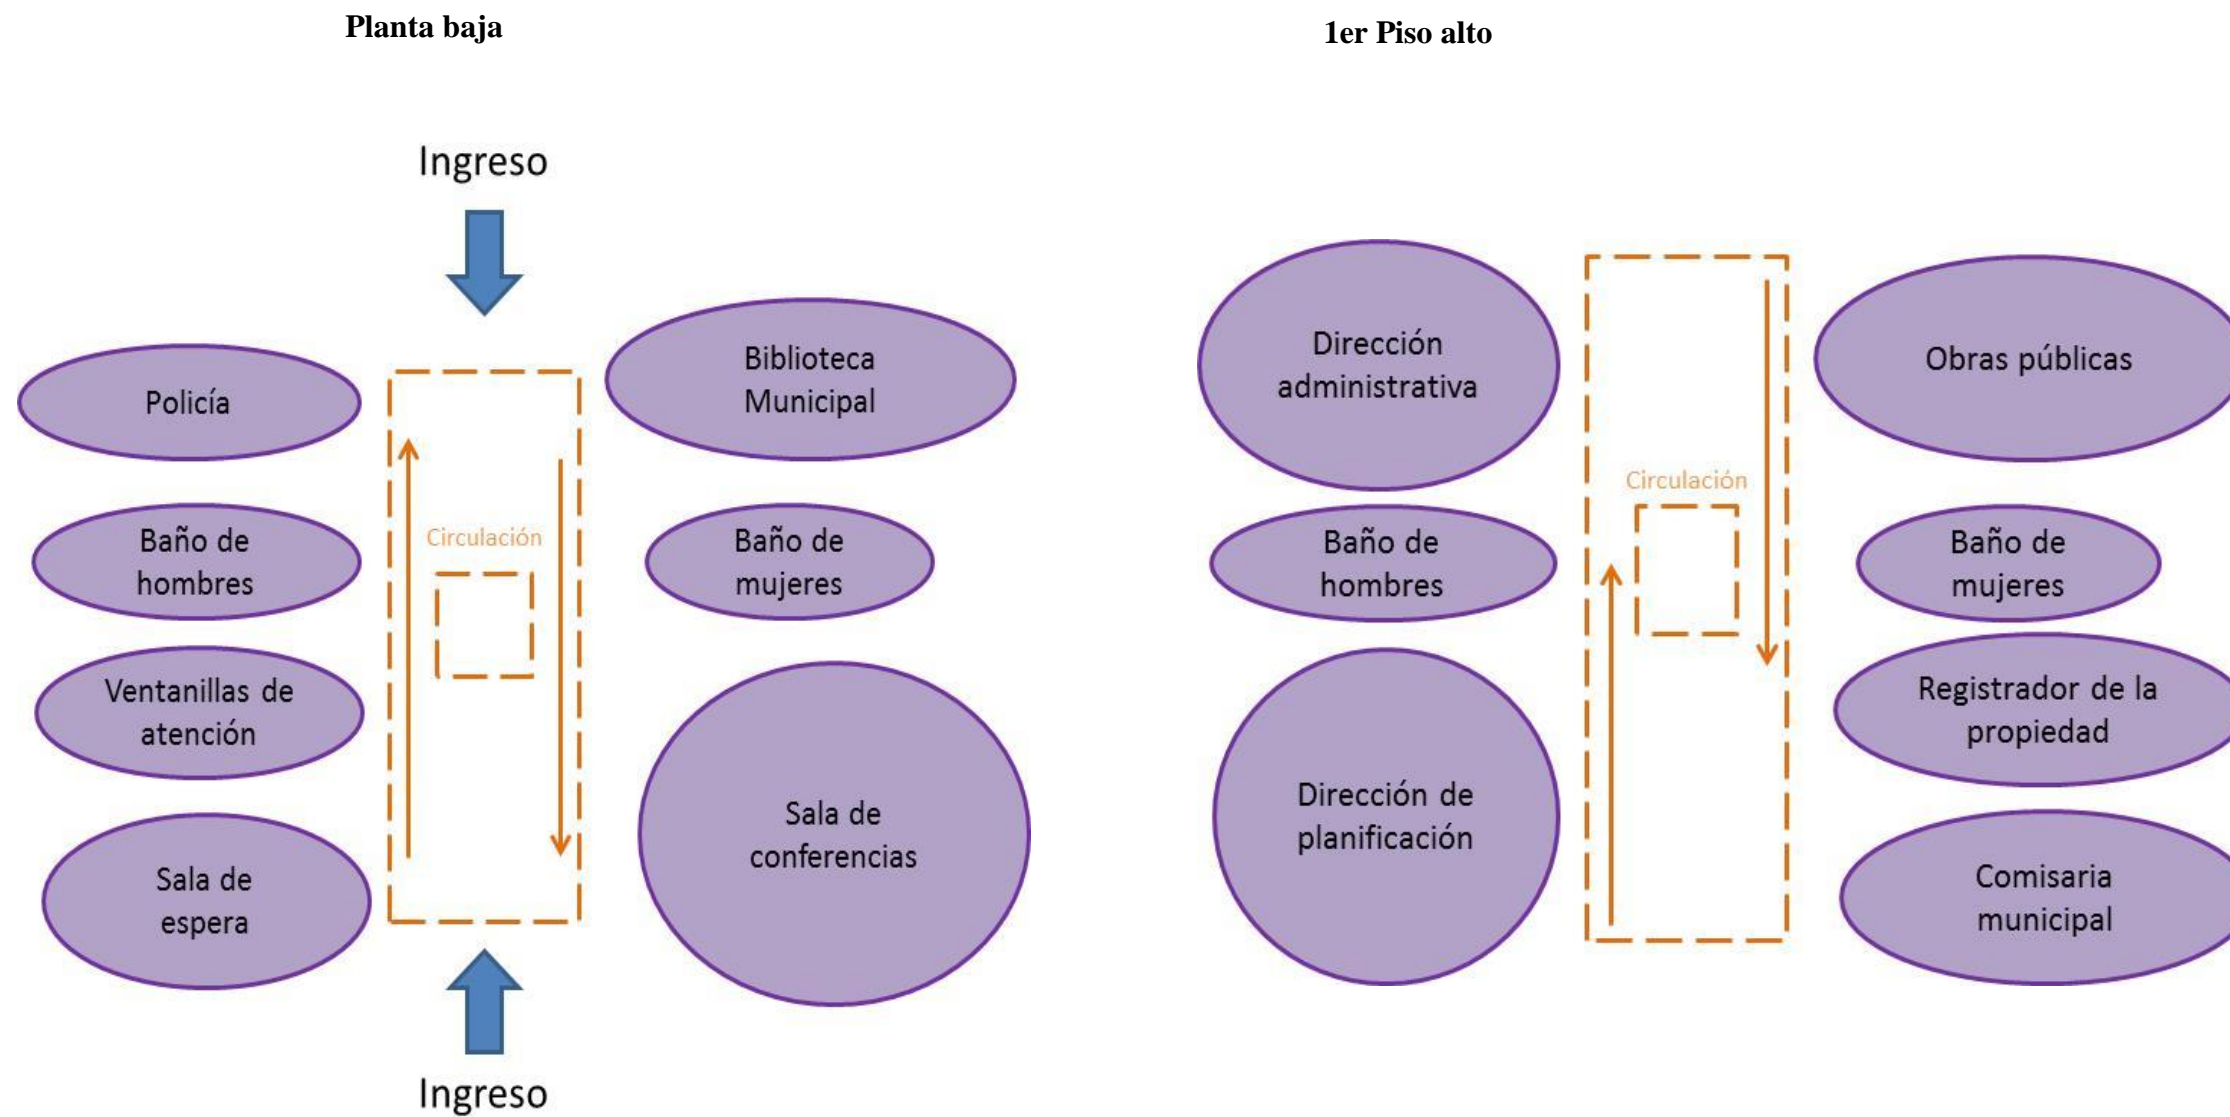 Planta baja
1er Piso alto
Ingreso
Policía
Biblioteca
Municipal
Baño de
hombres
Circulación
Baño de
mujeres
Ventanillas de
atención
Sala de
conferencias
Sala de
espera
Ingreso
Dirección
administrativa
Obras públicas
Circulación
Baño de
hombres
Baño de
mujeres
Registrador de la
propiedad
Dirección de
planificación
Comisaria
municipal